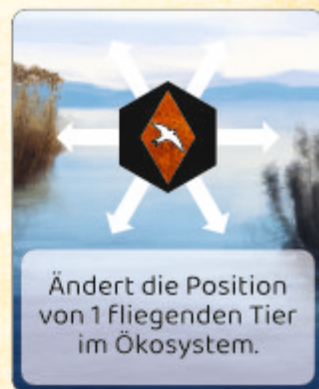 Ändert die Position
von 1 fliegenden Tier
im Ökosystem.